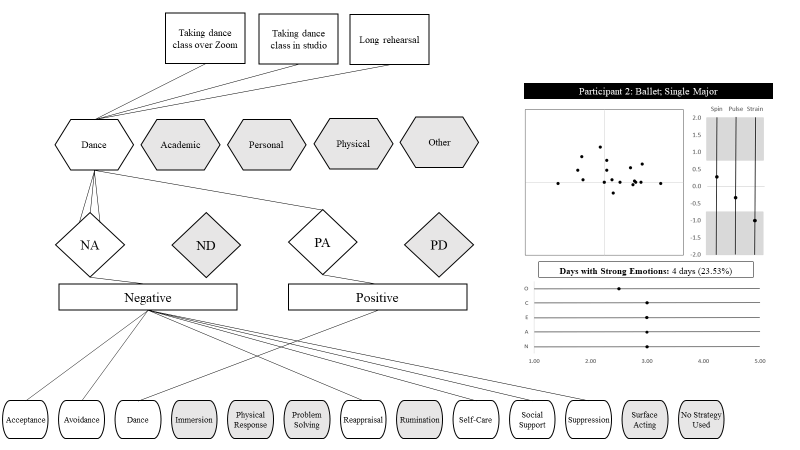 Taking dance
class over Zoom
Taking dance
class in studio
Long rehearsal
Participant 2: Ballet; Single Major
Spin Pulse Strain
2.0
1.5
1.0
0.5
0.0
-0.5
-1.0
-1.5
-2.0
Dance
Academic
Personal
Physical
Other
NA
ND
PA
PD
Negative
Positive
Days with Strong Emotions: 4 days (23.53%)
O
C
E
A
N
1.00 2.00 3.00 4.00 5.00
Acceptance
Avoidance
Dance
Immersion
Physical
Response
Problem
Solving
Reappraisal
Rumination
Self-Care
Social
Support
Suppression
Surface
Acting
No Strategy
Used